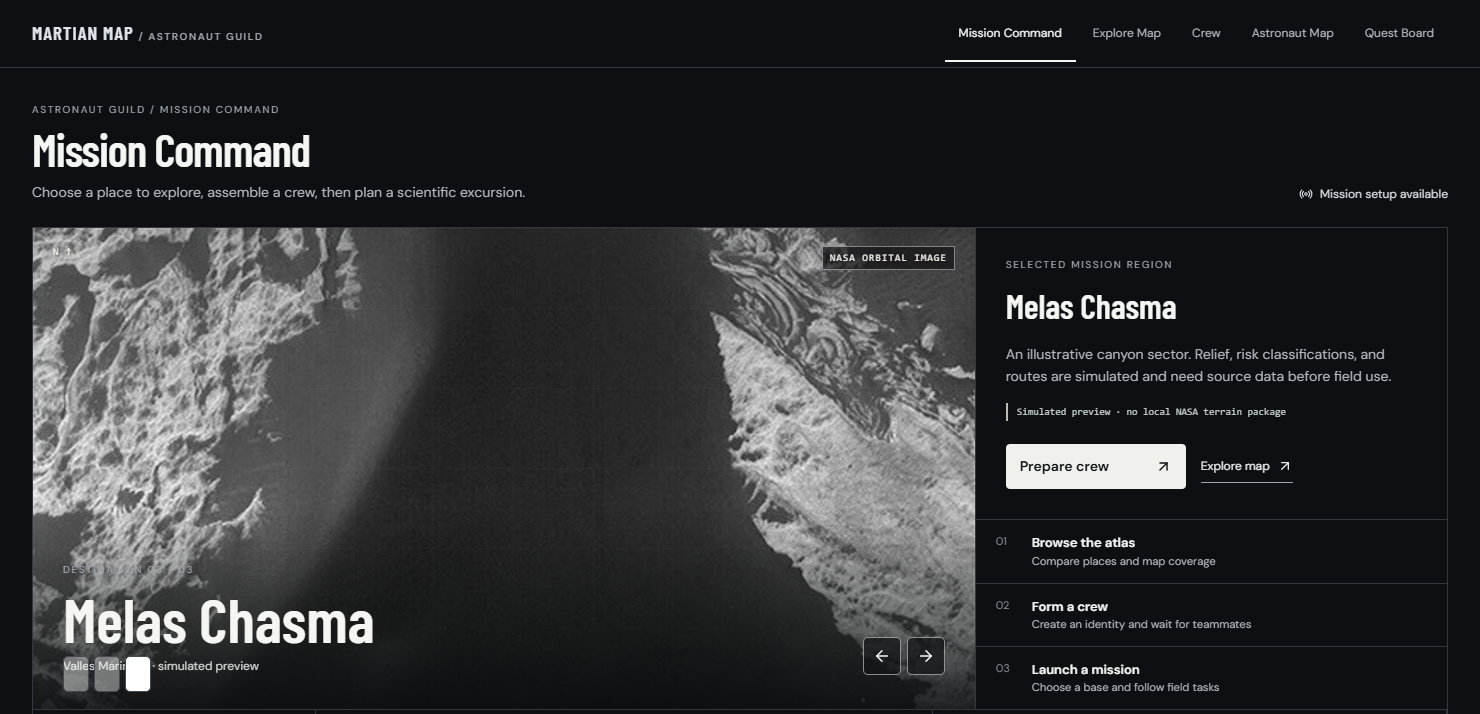 MARTIAN MAP / ASTRONAUT GUILD
Mission Command
Explore Map
Crew
Astronaut Map
Quest Board
ASTRONAUT GUILD / MISSION COMMAND
Mission Command
Choose a place to explore, assemble a crew, then plan a scientific excursion.
Mission setup available
N ↑
NASA ORBITAL IMAGE
DESTINATION 03 / 03
Melas Chasma
Valles Marin · simulated preview
SELECTED MISSION REGION
Melas Chasma
An illustrative canyon sector. Relief, risk classifications, and
routes are simulated and need source data before field use.
Simulated preview · no local NASA terrain package
Prepare crew
Explore map
01 Browse the atlas
Compare places and map coverage
02 Form a crew
Create an identity and wait for teammates
03 Launch a mission
Choose a base and follow field tasks